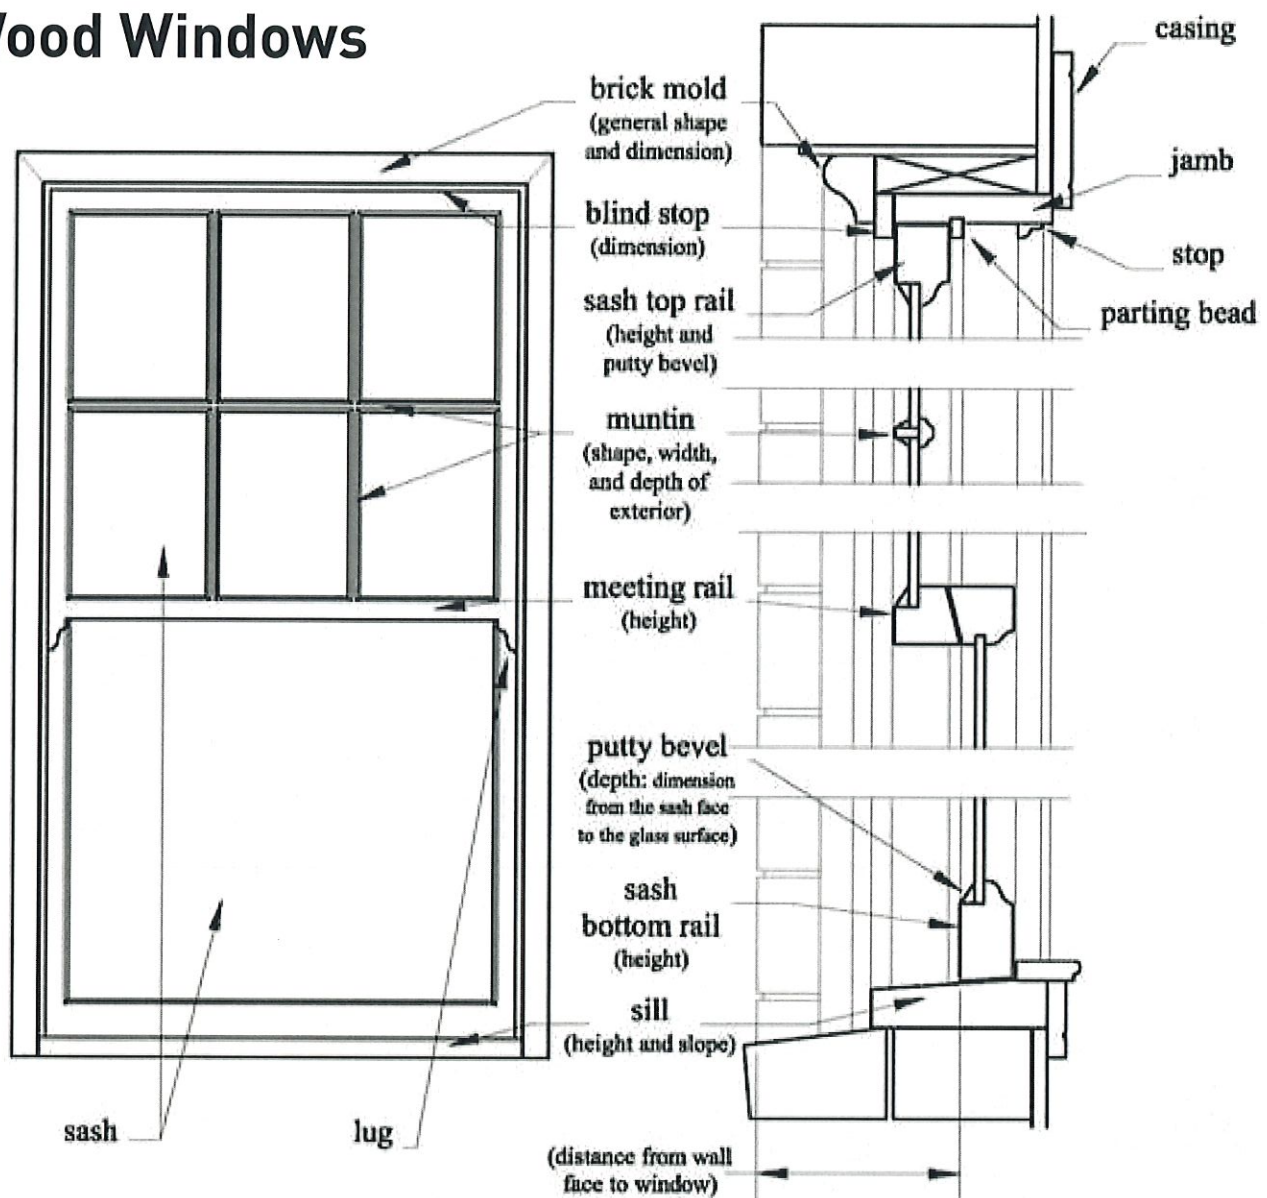 Wood Windows
casing
brick mold
(general shape
and dimension)
jamb
blind stop
(dimension)
stop
sash top rail
(height and
putty bevel)
parting bead
muntin
(shape, width,
and depth of
exterior)
meeting rail
(height)
putty bevel
(depth: dimension
from the sash face
to the glass surface)
sash
bottom rail
(height)
sill
(height and slope)
sash
lug
(distance from wall
face to window)